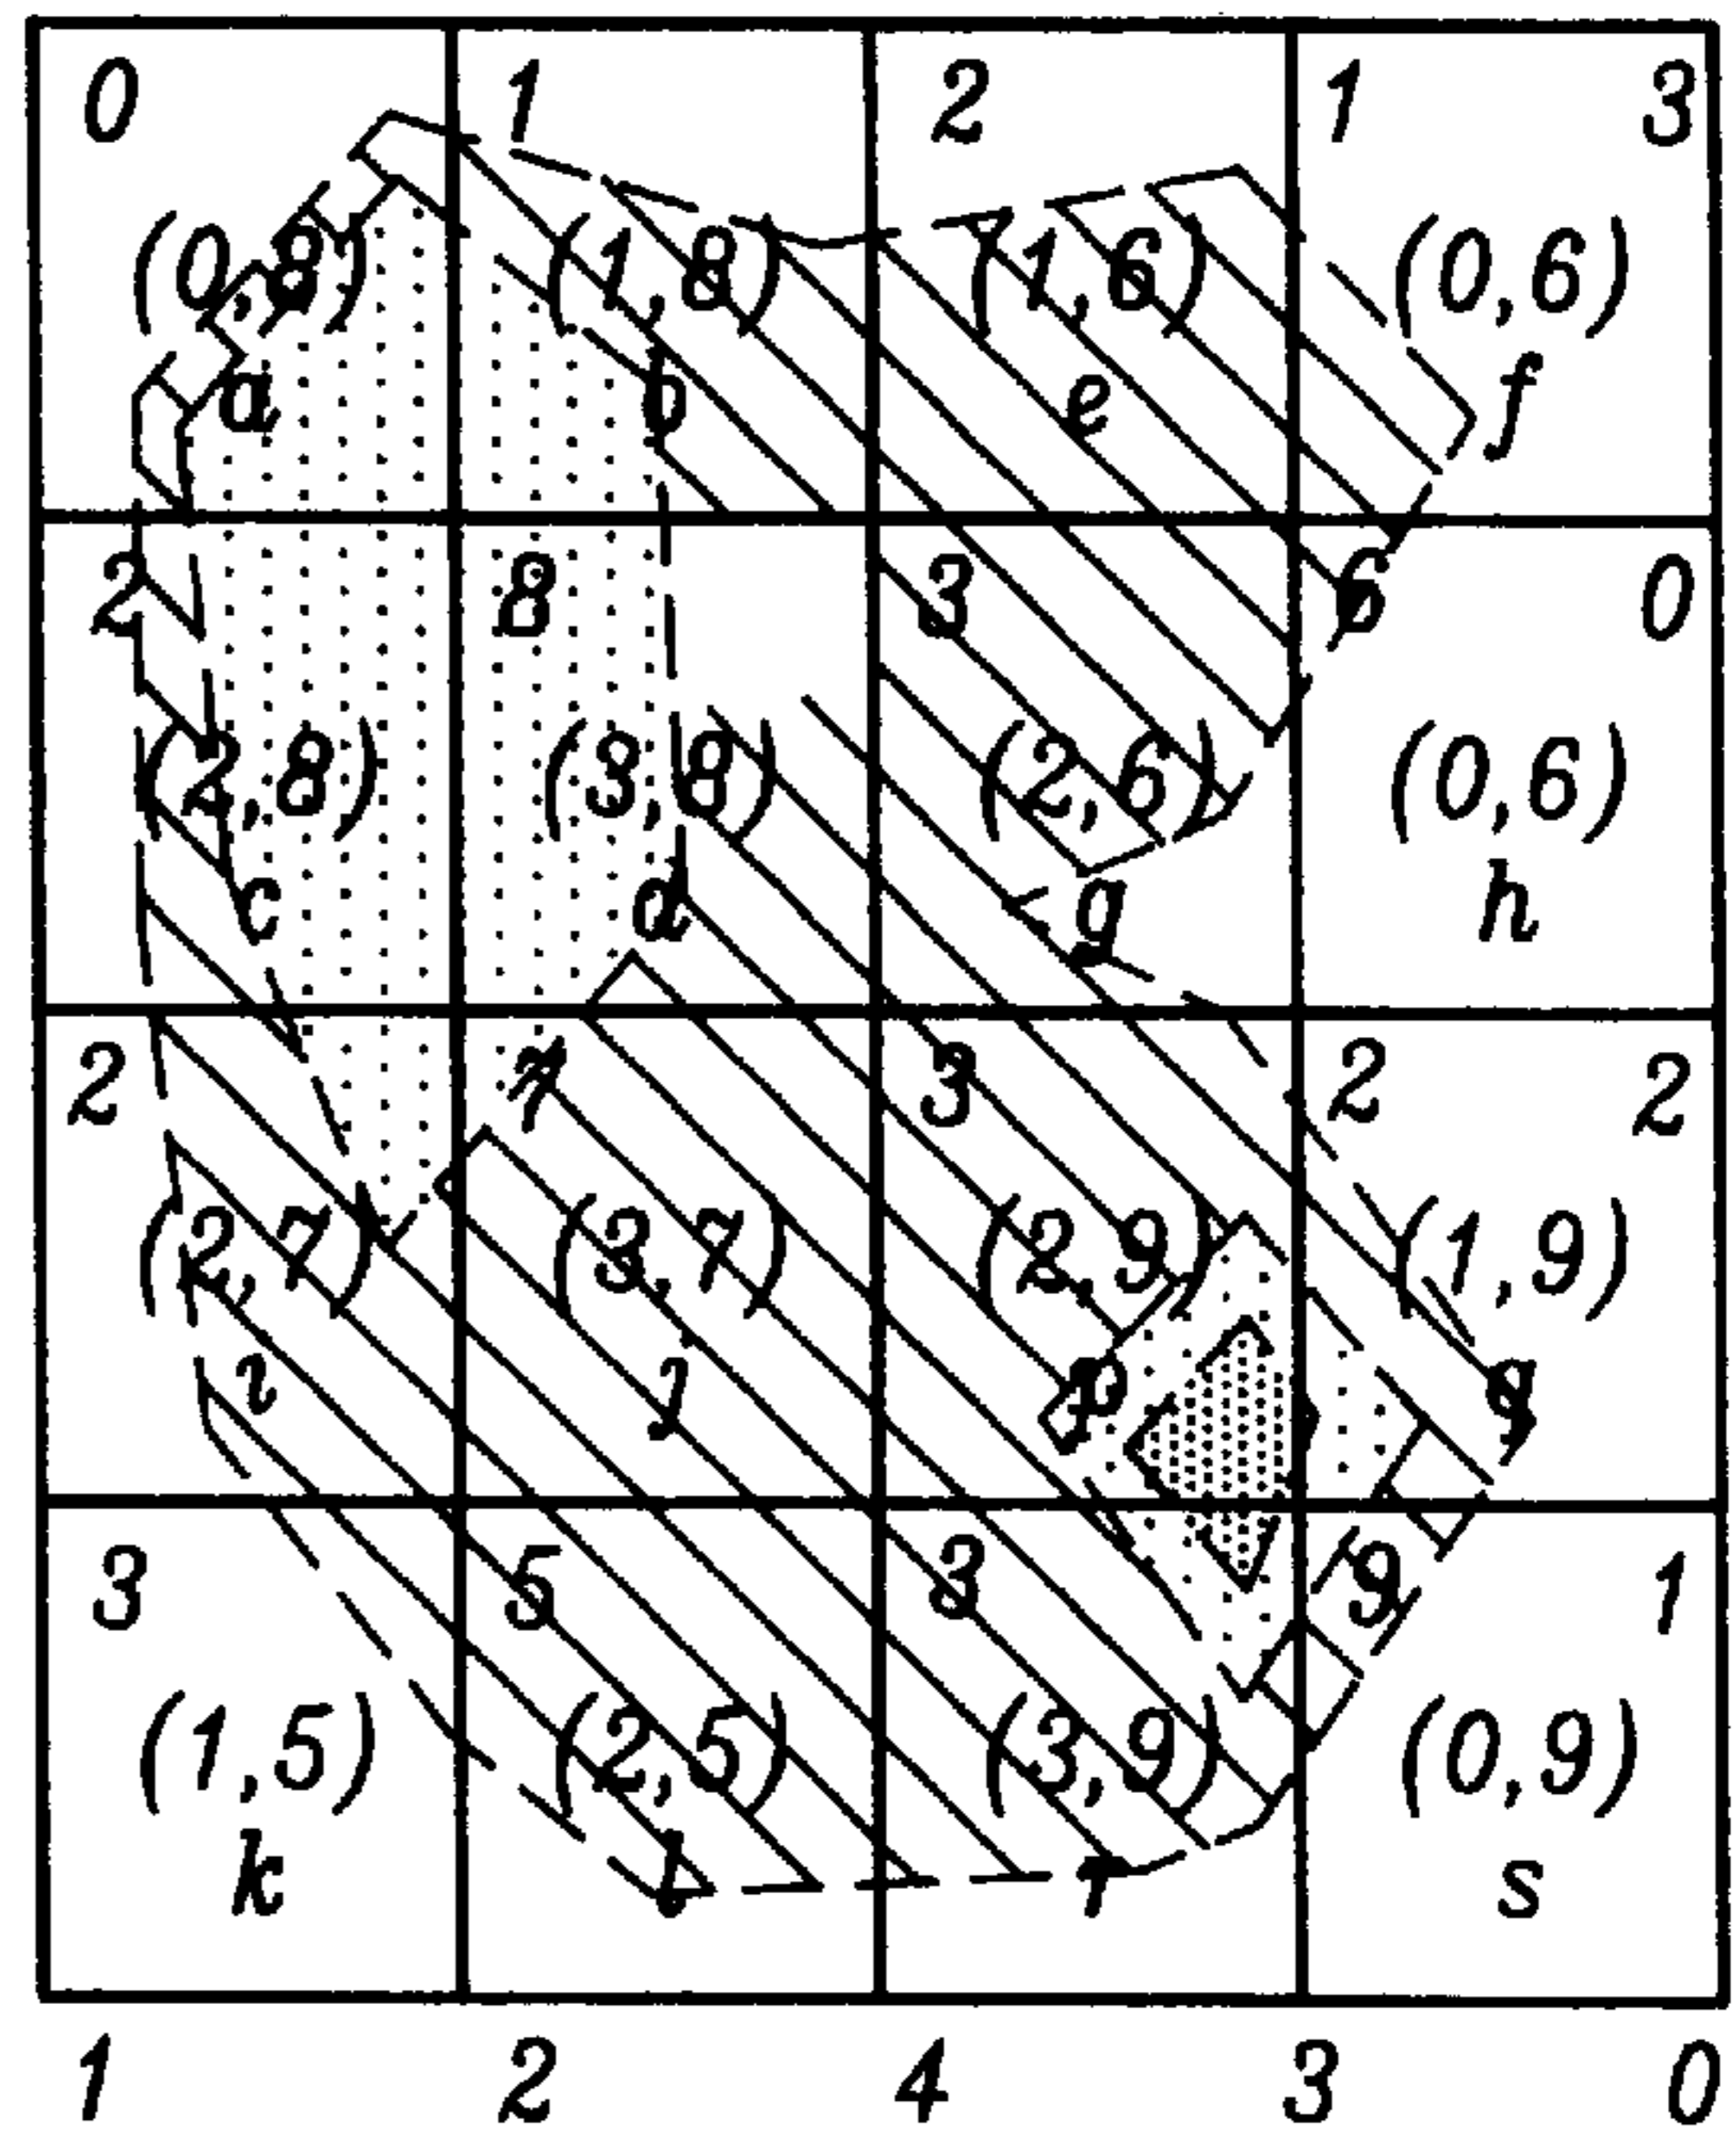 0 1 2 1 3
(0,8) (1,8) (1,6) (0,6)
a b e f
2 8 3 6 0
(2,8) (3,8) (2,6) (0,6)
c d g h
2 7 3 2 2
(2,7) (3,7) (2,9) (1,9)
i j p q
3 5 3 9 1
(1,5) (2,5) (3,9) (0,9)
k l r s
1 2 4 3 0